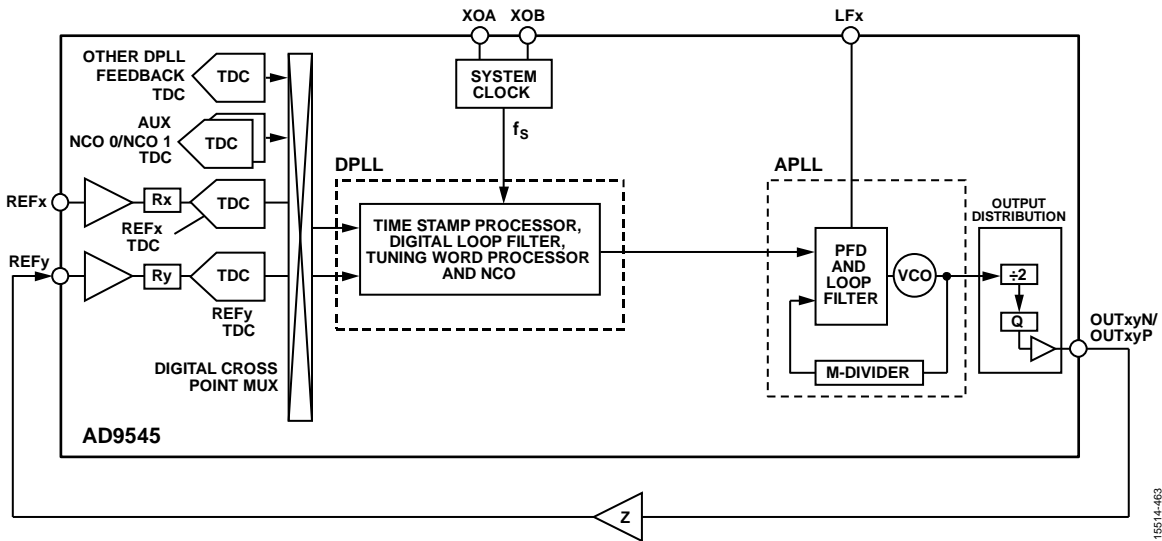 XOA XOB
LFx
OTHER DPLL
FEEDBACK
TDC
TDC
SYSTEM
CLOCK
AUX
NCO 0/NCO 1
TDC
TDC
fS
DPLL
APLL
REFx
Rx
TDC
REFx
TDC
TIME STAMP PROCESSOR,
DIGITAL LOOP FILTER,
TUNING WORD PROCESSOR
AND NCO
OUTPUT
DISTRIBUTION
PFD
AND
LOOP
FILTER
VCO
÷2
Q
REFy
Ry
TDC
REFy
TDC
OUTxyN/
OUTxyP
DIGITAL CROSS
POINT MUX
M-DIVIDER
AD9545
Z
15514-463